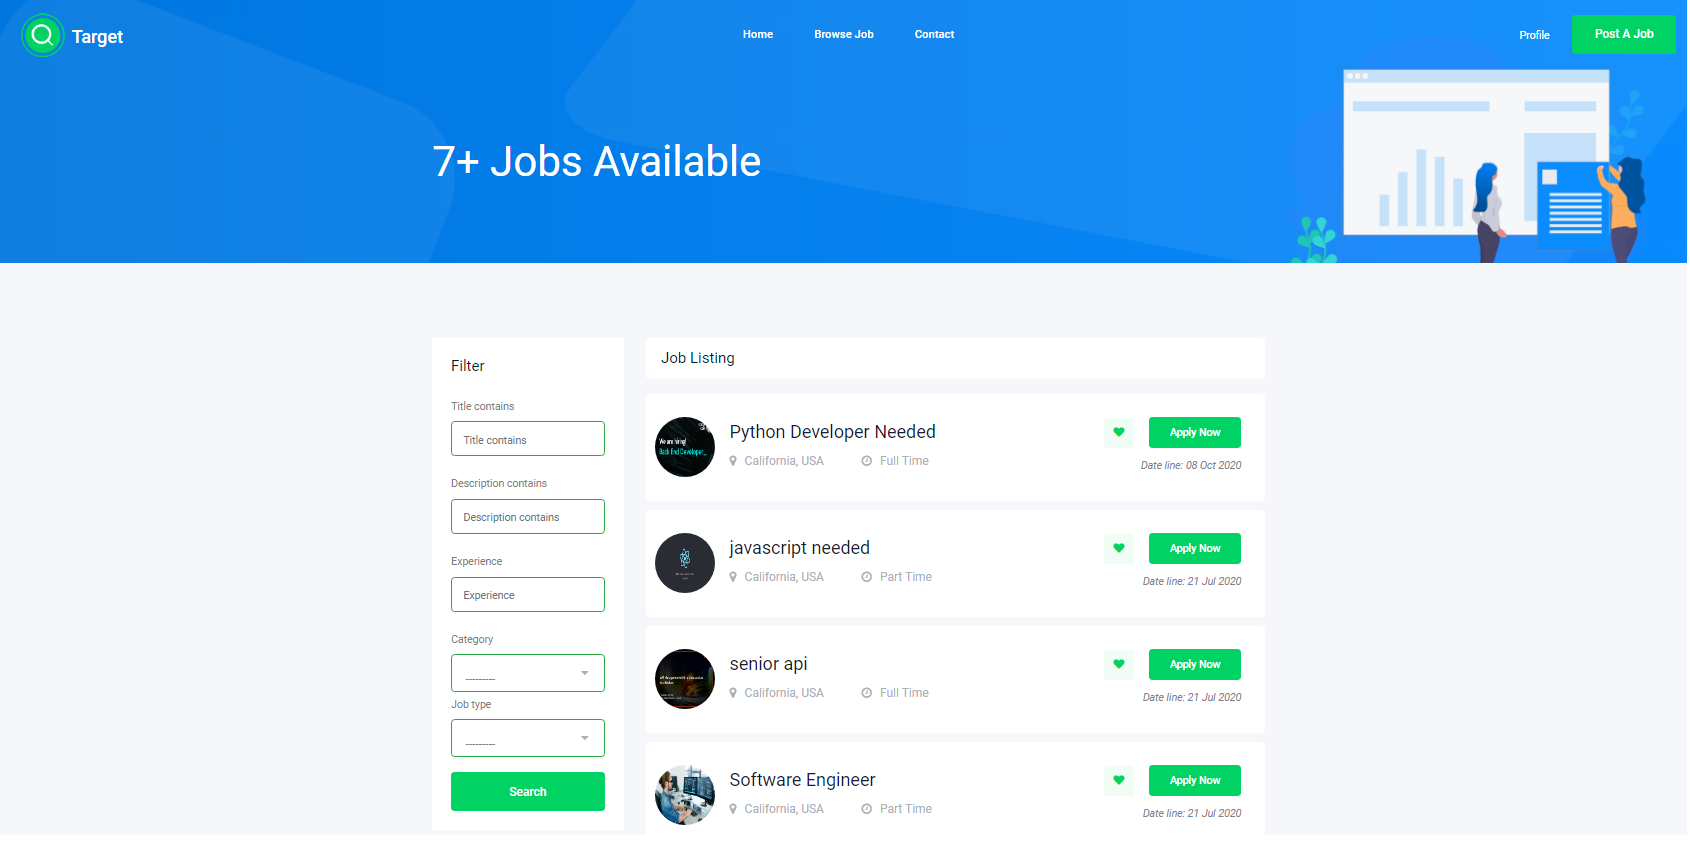 Target
Home
Browse Job
Contact
Profile
Post A Job
7+ Jobs Available
Filter
Title contains
Title contains
Description contains
Description contains
Experience
Experience
Category
---------
Job type
---------
Search
Job Listing
We are hiring!
Back End Developer_
Python Developer Needed
California, USA
Full Time
Apply Now
Date line: 08 Oct 2020
javascript needed
California, USA
Part Time
Apply Now
Date line: 21 Jul 2020
senior api
California, USA
Full Time
Apply Now
Date line: 21 Jul 2020
Software Engineer
California, USA
Part Time
Apply Now
Date line: 21 Jul 2020